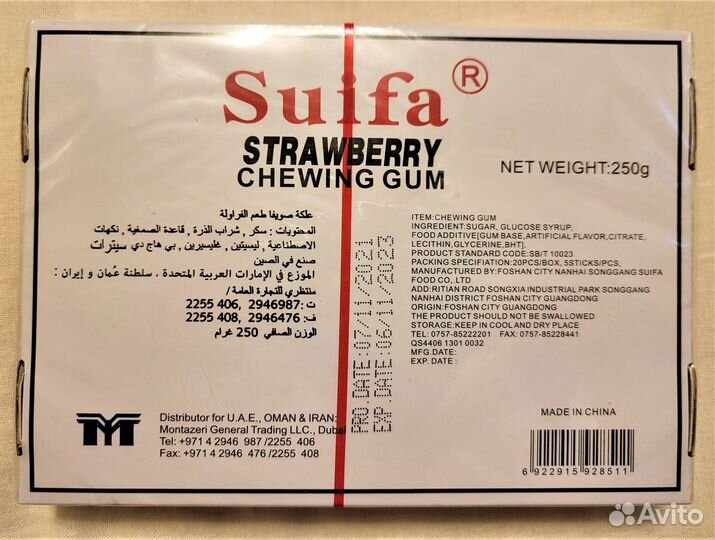 Suifa®
STRAWBERRY
CHEWING GUM
NET WEIGHT:250g
علكة صويفا طعم الفراولة
المحتويات : سكر , شراب الذرة , قاعدة الصمغية , نكهات
الاصطناعية , ليسيتين , غليسيرين , بي هاج دي سيترات
صنع في الصين
الموزع في الإمارات العربية المتحدة , سلطنة عُمان و إيران :
منتظري للتجارة العامة /
ت: 2946987, 406 2255
ف: 2946476, 408 2255
الوزن الصافي 250 غرام
PRO.DATE:07/11/2021
EXP.DATE:06/11/2023
ITEM:CHEWING GUM
INGREDIENT:SUGAR, GLUCOSE SYRUP,
FOOD ADDITIVE[GUM BASE,ARTIFICIAL FLAVOR,CITRATE,
LECITHIN,GLYCERINE,BHT].
PRODUCT STANDARD CODE:SB/T 10023
PACKING SPECIFIATION:20PCS/BOX, 5STICKS/PCS,
MANUFACTURED BY:FOSHAN CITY NANHAI SONGGANG SUIFA
FOOD CO.,LTD
ADD:RITIAN ROAD SONGXIA INDUSTRIAL PARK SONGGANG
NANHAI DISTRICT FOSHAN CITY GUANGDONG
ORIGIN:FOSHAN CITY GUANGDONG
THE PRODUCT SHOULD NOT BE SWALLOWED
STORAGE:KEEP IN COOLAND DRY PLACE
TEL: 0757-85222201 FAX: 0757-85228441
QS4406 1301 0032
MFG.DATE:
EXP.DATE :
MADE IN CHINA
6 922915 928511
Distributor for U.A.E., OMAN & IRAN:
Montazeri General Trading LLC., Dubai
Tel: +971 4 2946 987 /2255 406
Fax: +971 4 2946 476 /2255 408
Avito